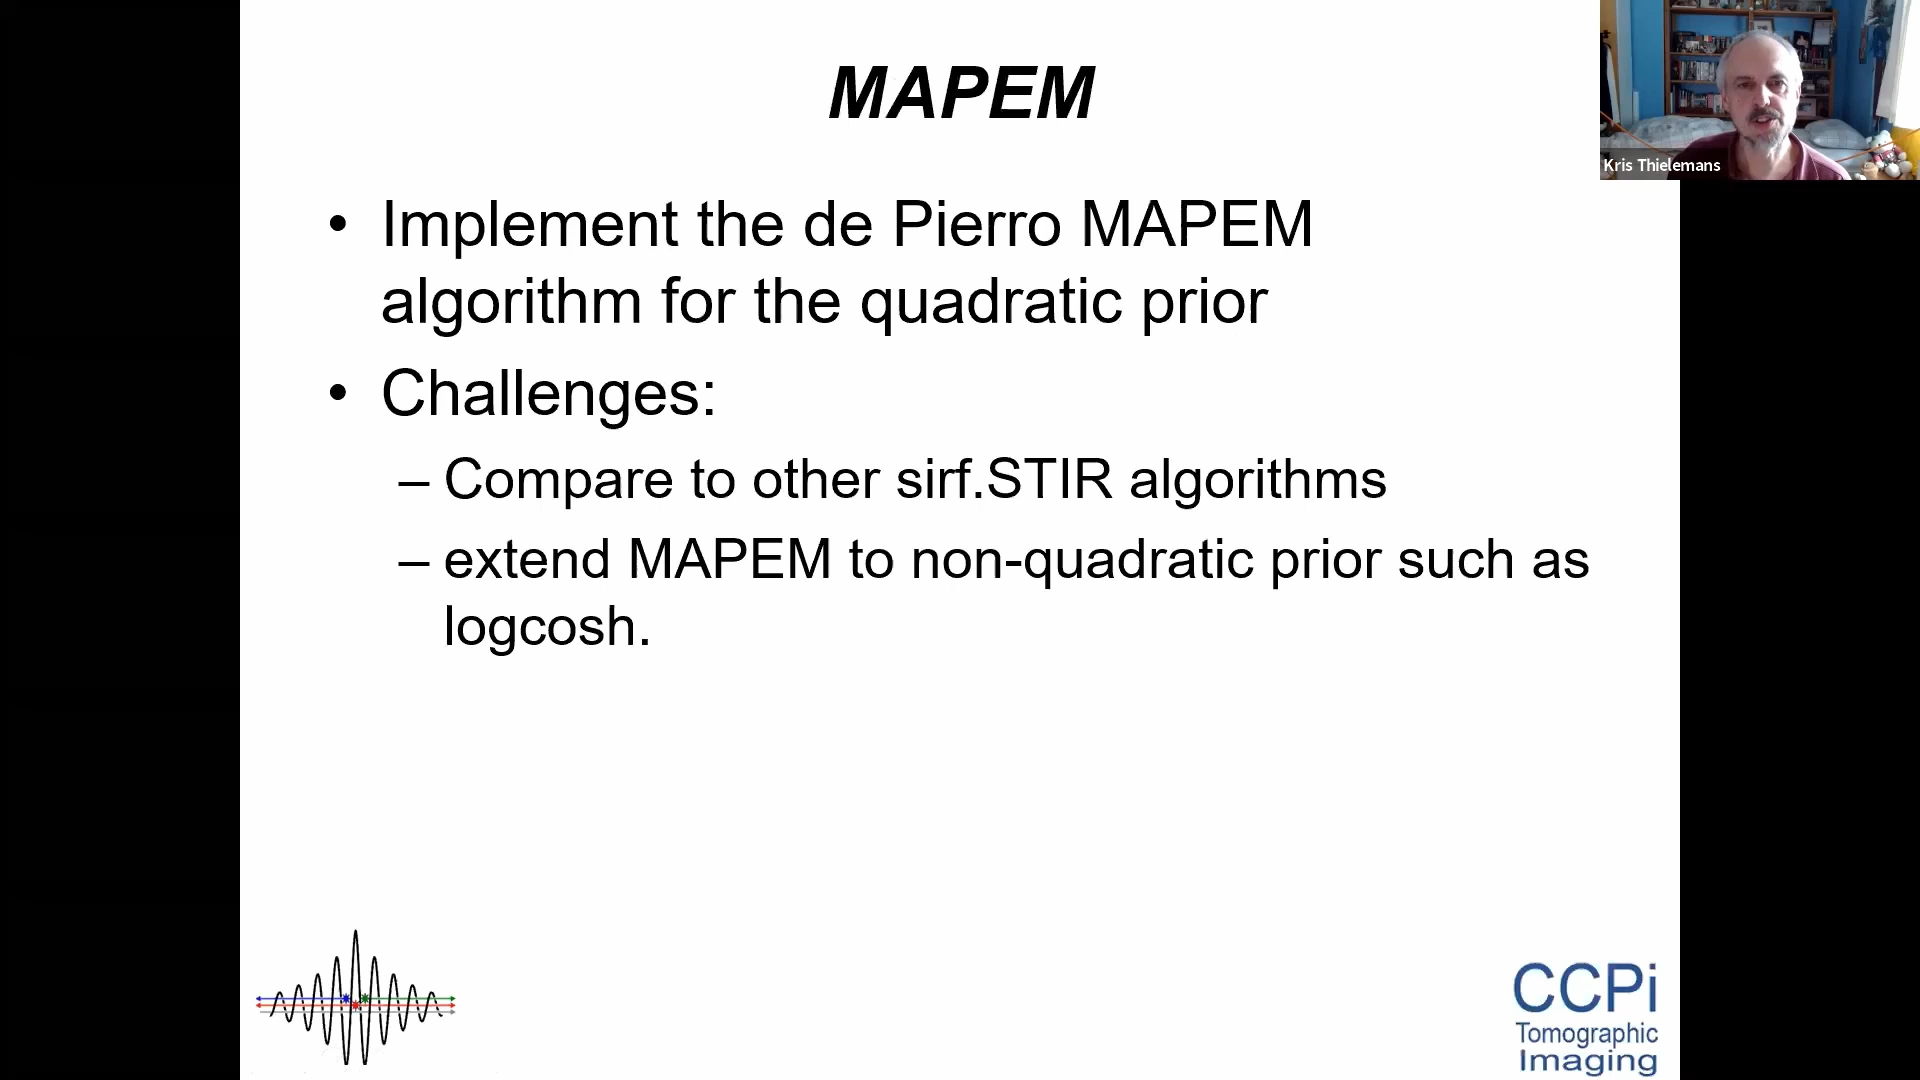 MAPEM
Kris Thielemans
• Implement the de Pierro MAPEM
algorithm for the quadratic prior
• Challenges:
– Compare to other sirf.STIR algorithms
– extend MAPEM to non-quadratic prior such as
logcosh.
CCPi
Tomographic
Imaging